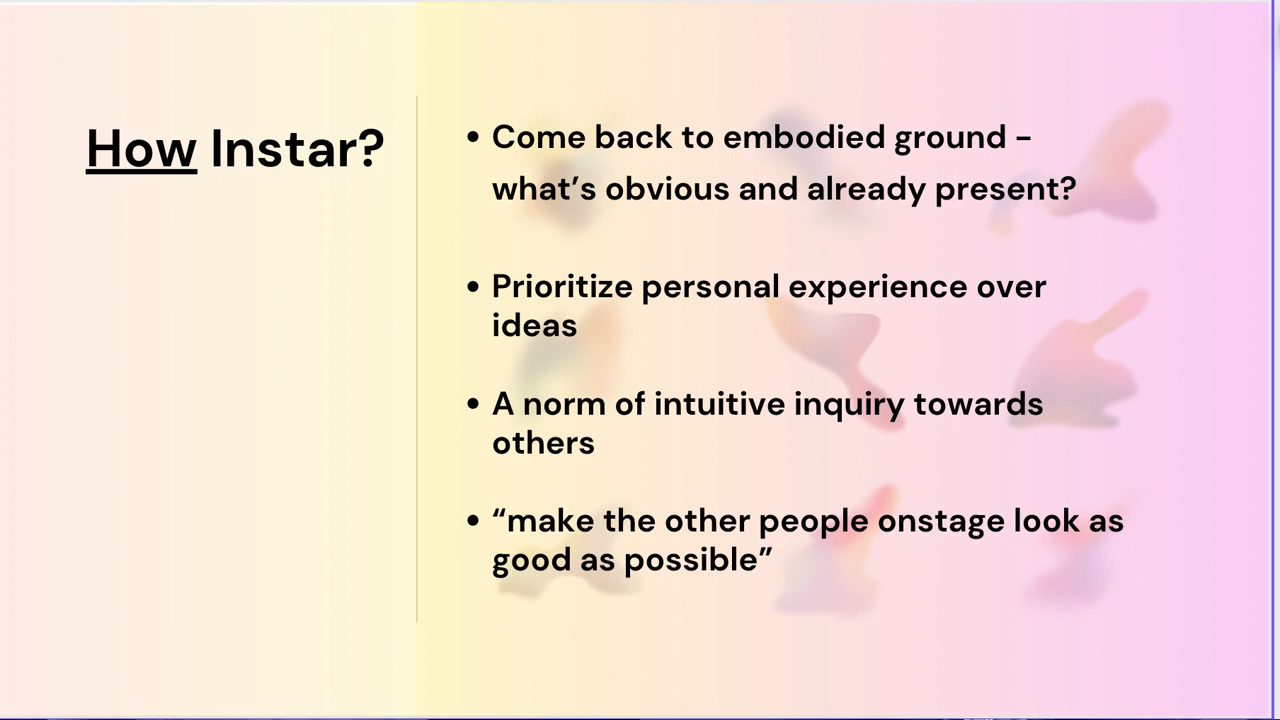 How Instar?
• Come back to embodied ground -
what’s obvious and already present?
• Prioritize personal experience over
ideas
• A norm of intuitive inquiry towards
others
• “make the other people onstage look as
good as possible”